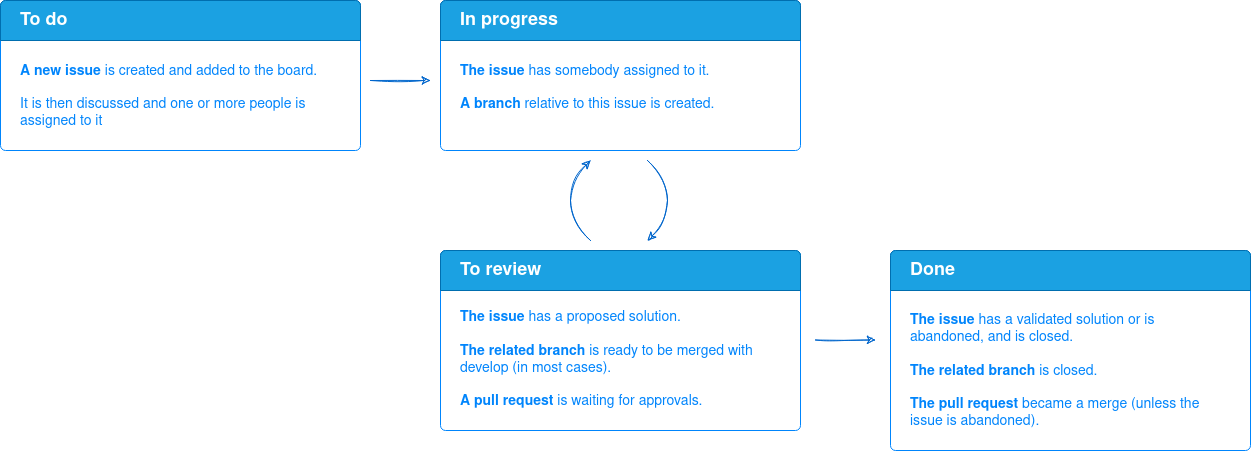 To do
A new issue is created and added to the board.
It is then discussed and one or more people is
assigned to it
In progress
The issue has somebody assigned to it.
A branch relative to this issue is created.
To review
The issue has a proposed solution.
The related branch is ready to be merged with
develop (in most cases).
A pull request is waiting for approvals.
Done
The issue has a validated solution or is
abandoned, and is closed.
The related branch is closed.
The pull request became a merge (unless the
issue is abandoned).